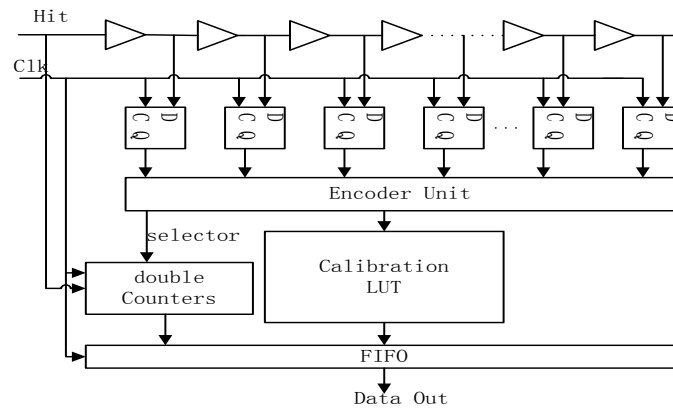 Hit
Clk
D
C Q
D
C Q
D
C Q
D
C Q
...
D
C Q
D
C Q
Encoder Unit
selector
double
Counters
Calibration
LUT
FIFO
Data Out